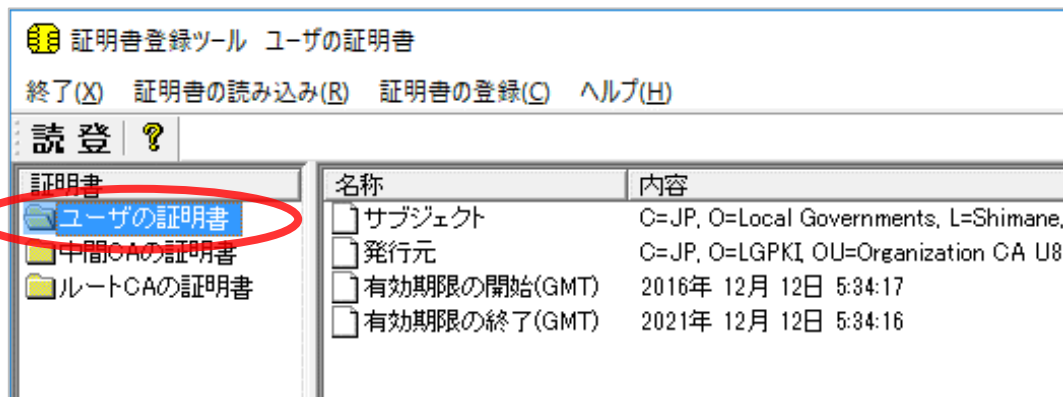 証明書登録ツール ユーザの証明書
終了(X) 証明書の読み込み(R) 証明書の登録(C) ヘルプ(H)
読 登 ?
証明書 名称 内容
ユーザの証明書 サブジェクト C=JP, O=Local Governments, L=Shimane,
中間CAの証明書 発行元 C=JP, O=LGPKI, OU=Organization CA U8
ルートCAの証明書 有効期限の開始(GMT) 2016年 12月 12日 5:34:17
有効期限の終了(GMT) 2021年 12月 12日 5:34:16